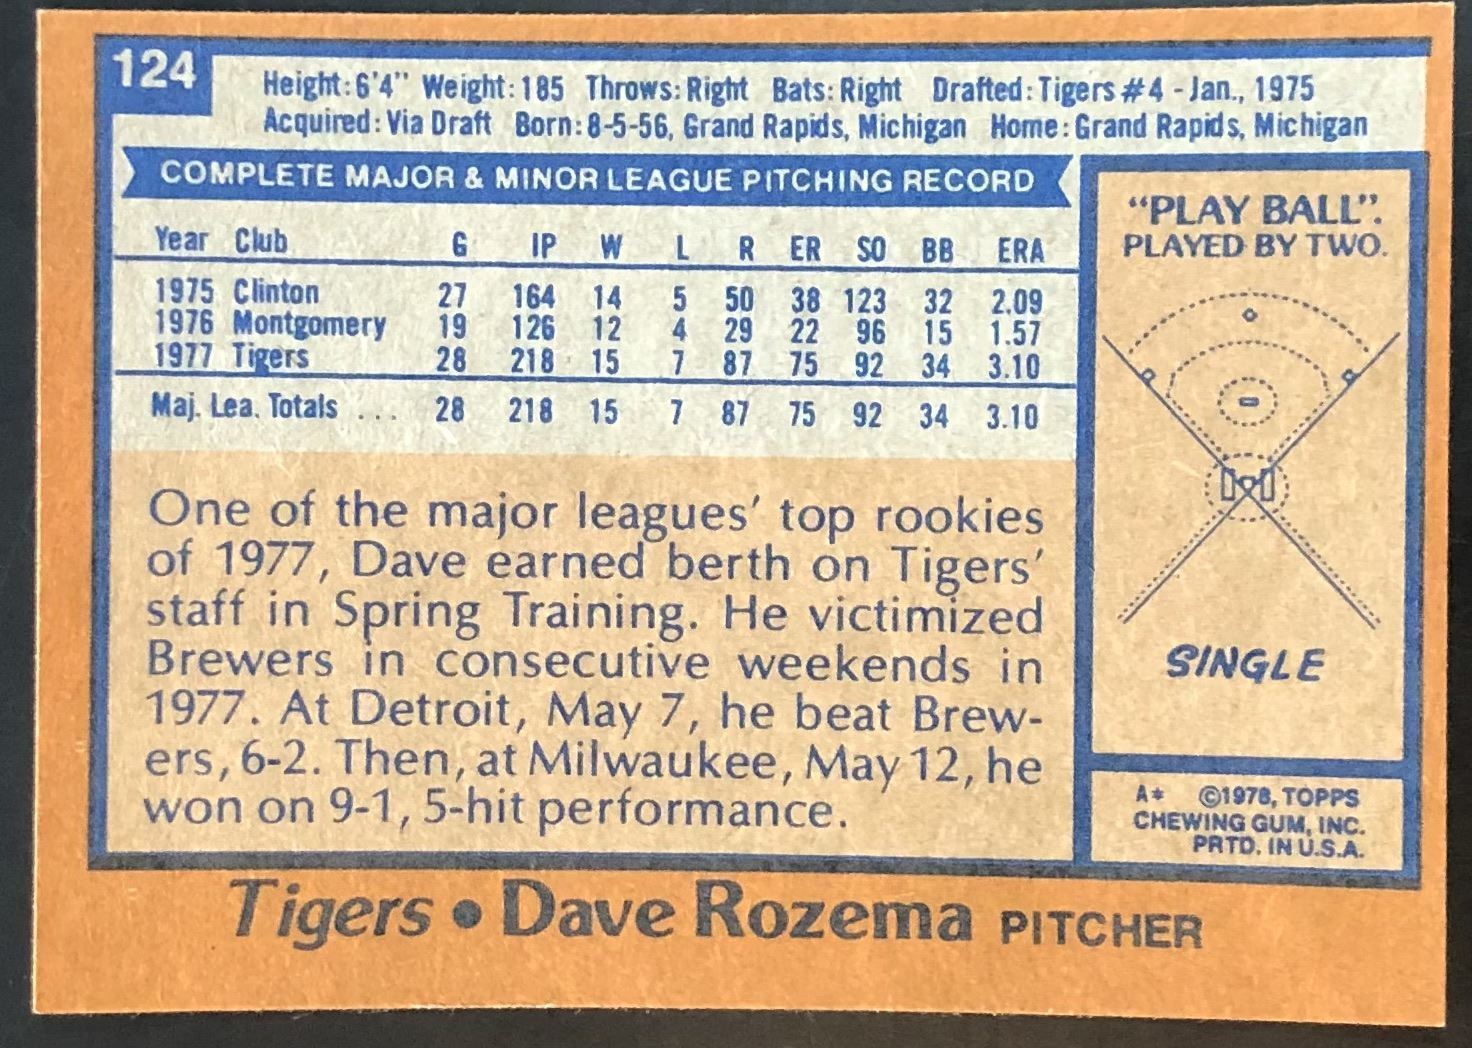 124
Height: 6'4" Weight: 185 Throws: Right Bats: Right Drafted: Tigers #4 - Jan., 1975
Acquired: Via Draft Born: 8-5-56, Grand Rapids, Michigan Home: Grand Rapids, Michigan
COMPLETE MAJOR & MINOR LEAGUE PITCHING RECORD
Year Club G IP W L R ER SO BB ERA
1975 Clinton 27 164 14 5 50 38 123 32 2.09
1976 Montgomery 19 126 12 4 29 22 96 15 1.57
1977 Tigers 28 218 15 7 87 75 92 34 3.10
Maj. Lea. Totals ... 28 218 15 7 87 75 92 34 3.10
One of the major leagues' top rookies
of 1977, Dave earned berth on Tigers'
staff in Spring Training. He victimized
Brewers in consecutive weekends in
1977. At Detroit, May 7, he beat Brew-
ers, 6-2. Then, at Milwaukee, May 12, he
won on 9-1, 5-hit performance.
"PLAY BALL".
PLAYED BY TWO.
SINGLE
A* ©1978, TOPPS
CHEWING GUM, INC.
PRTD. IN U.S.A.
Tigers • Dave Rozema PITCHER